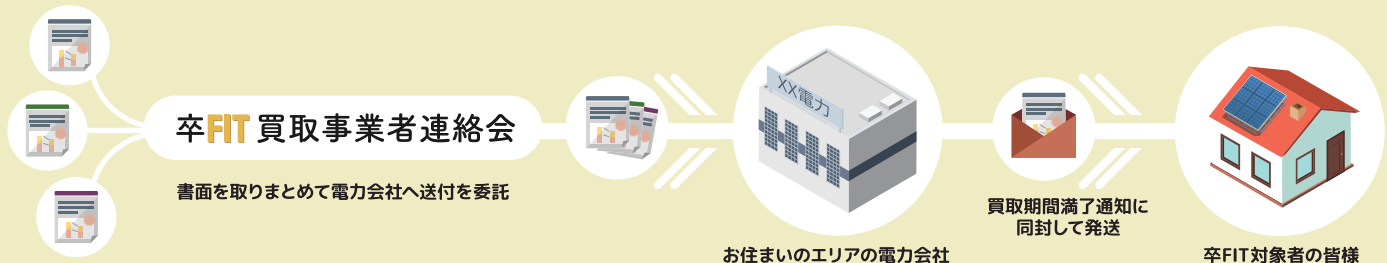 卒FIT買取事業者連絡会
書面を取りまとめて電力会社へ送付を委託
XX電力
お住まいのエリアの電力会社
買取期間満了通知に
同封して発送
卒FIT対象者の皆様